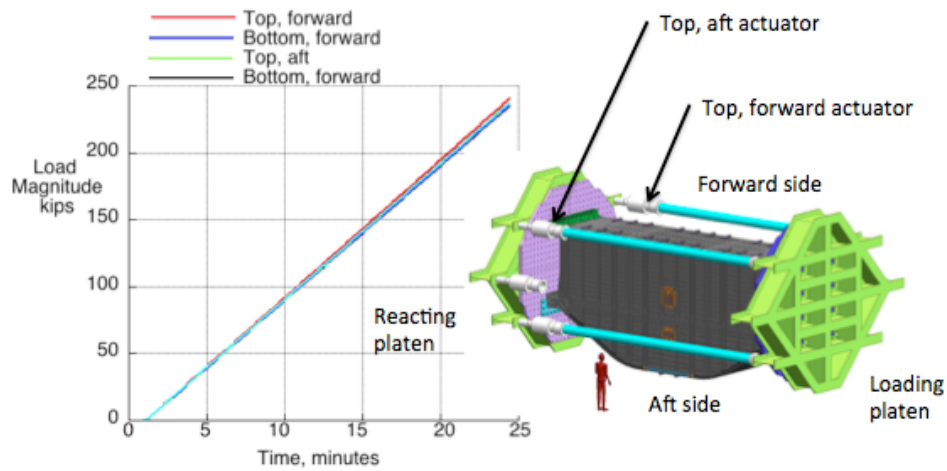 Top, forward
Bottom, forward
Top, aft
Bottom, forward
250
200
150
100
50
0
0
5
10
15
20
25
Load
Magnitude
kips
Time, minutes
Top, aft actuator
Top, forward actuator
Forward side
Reacting
platen
Aft side
Loading
platen